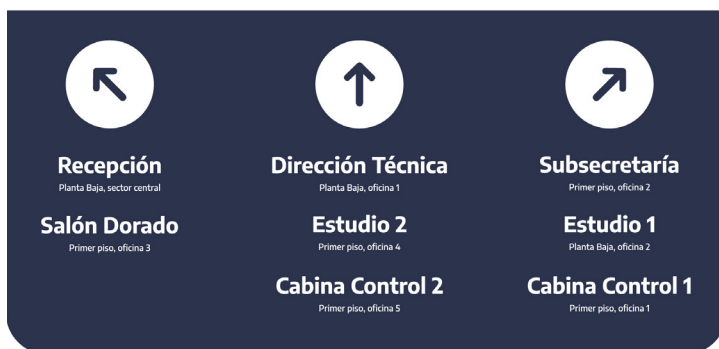 Recepción
Planta Baja, sector central
Salón Dorado
Primer piso, oficina 3
Dirección Técnica
Planta Baja, oficina 1
Estudio 2
Primer piso, oficina 4
Cabina Control 2
Primer piso, oficina 5
Subsecretaría
Primer piso, oficina 2
Estudio 1
Planta Baja, oficina 2
Cabina Control 1
Primer piso, oficina 1